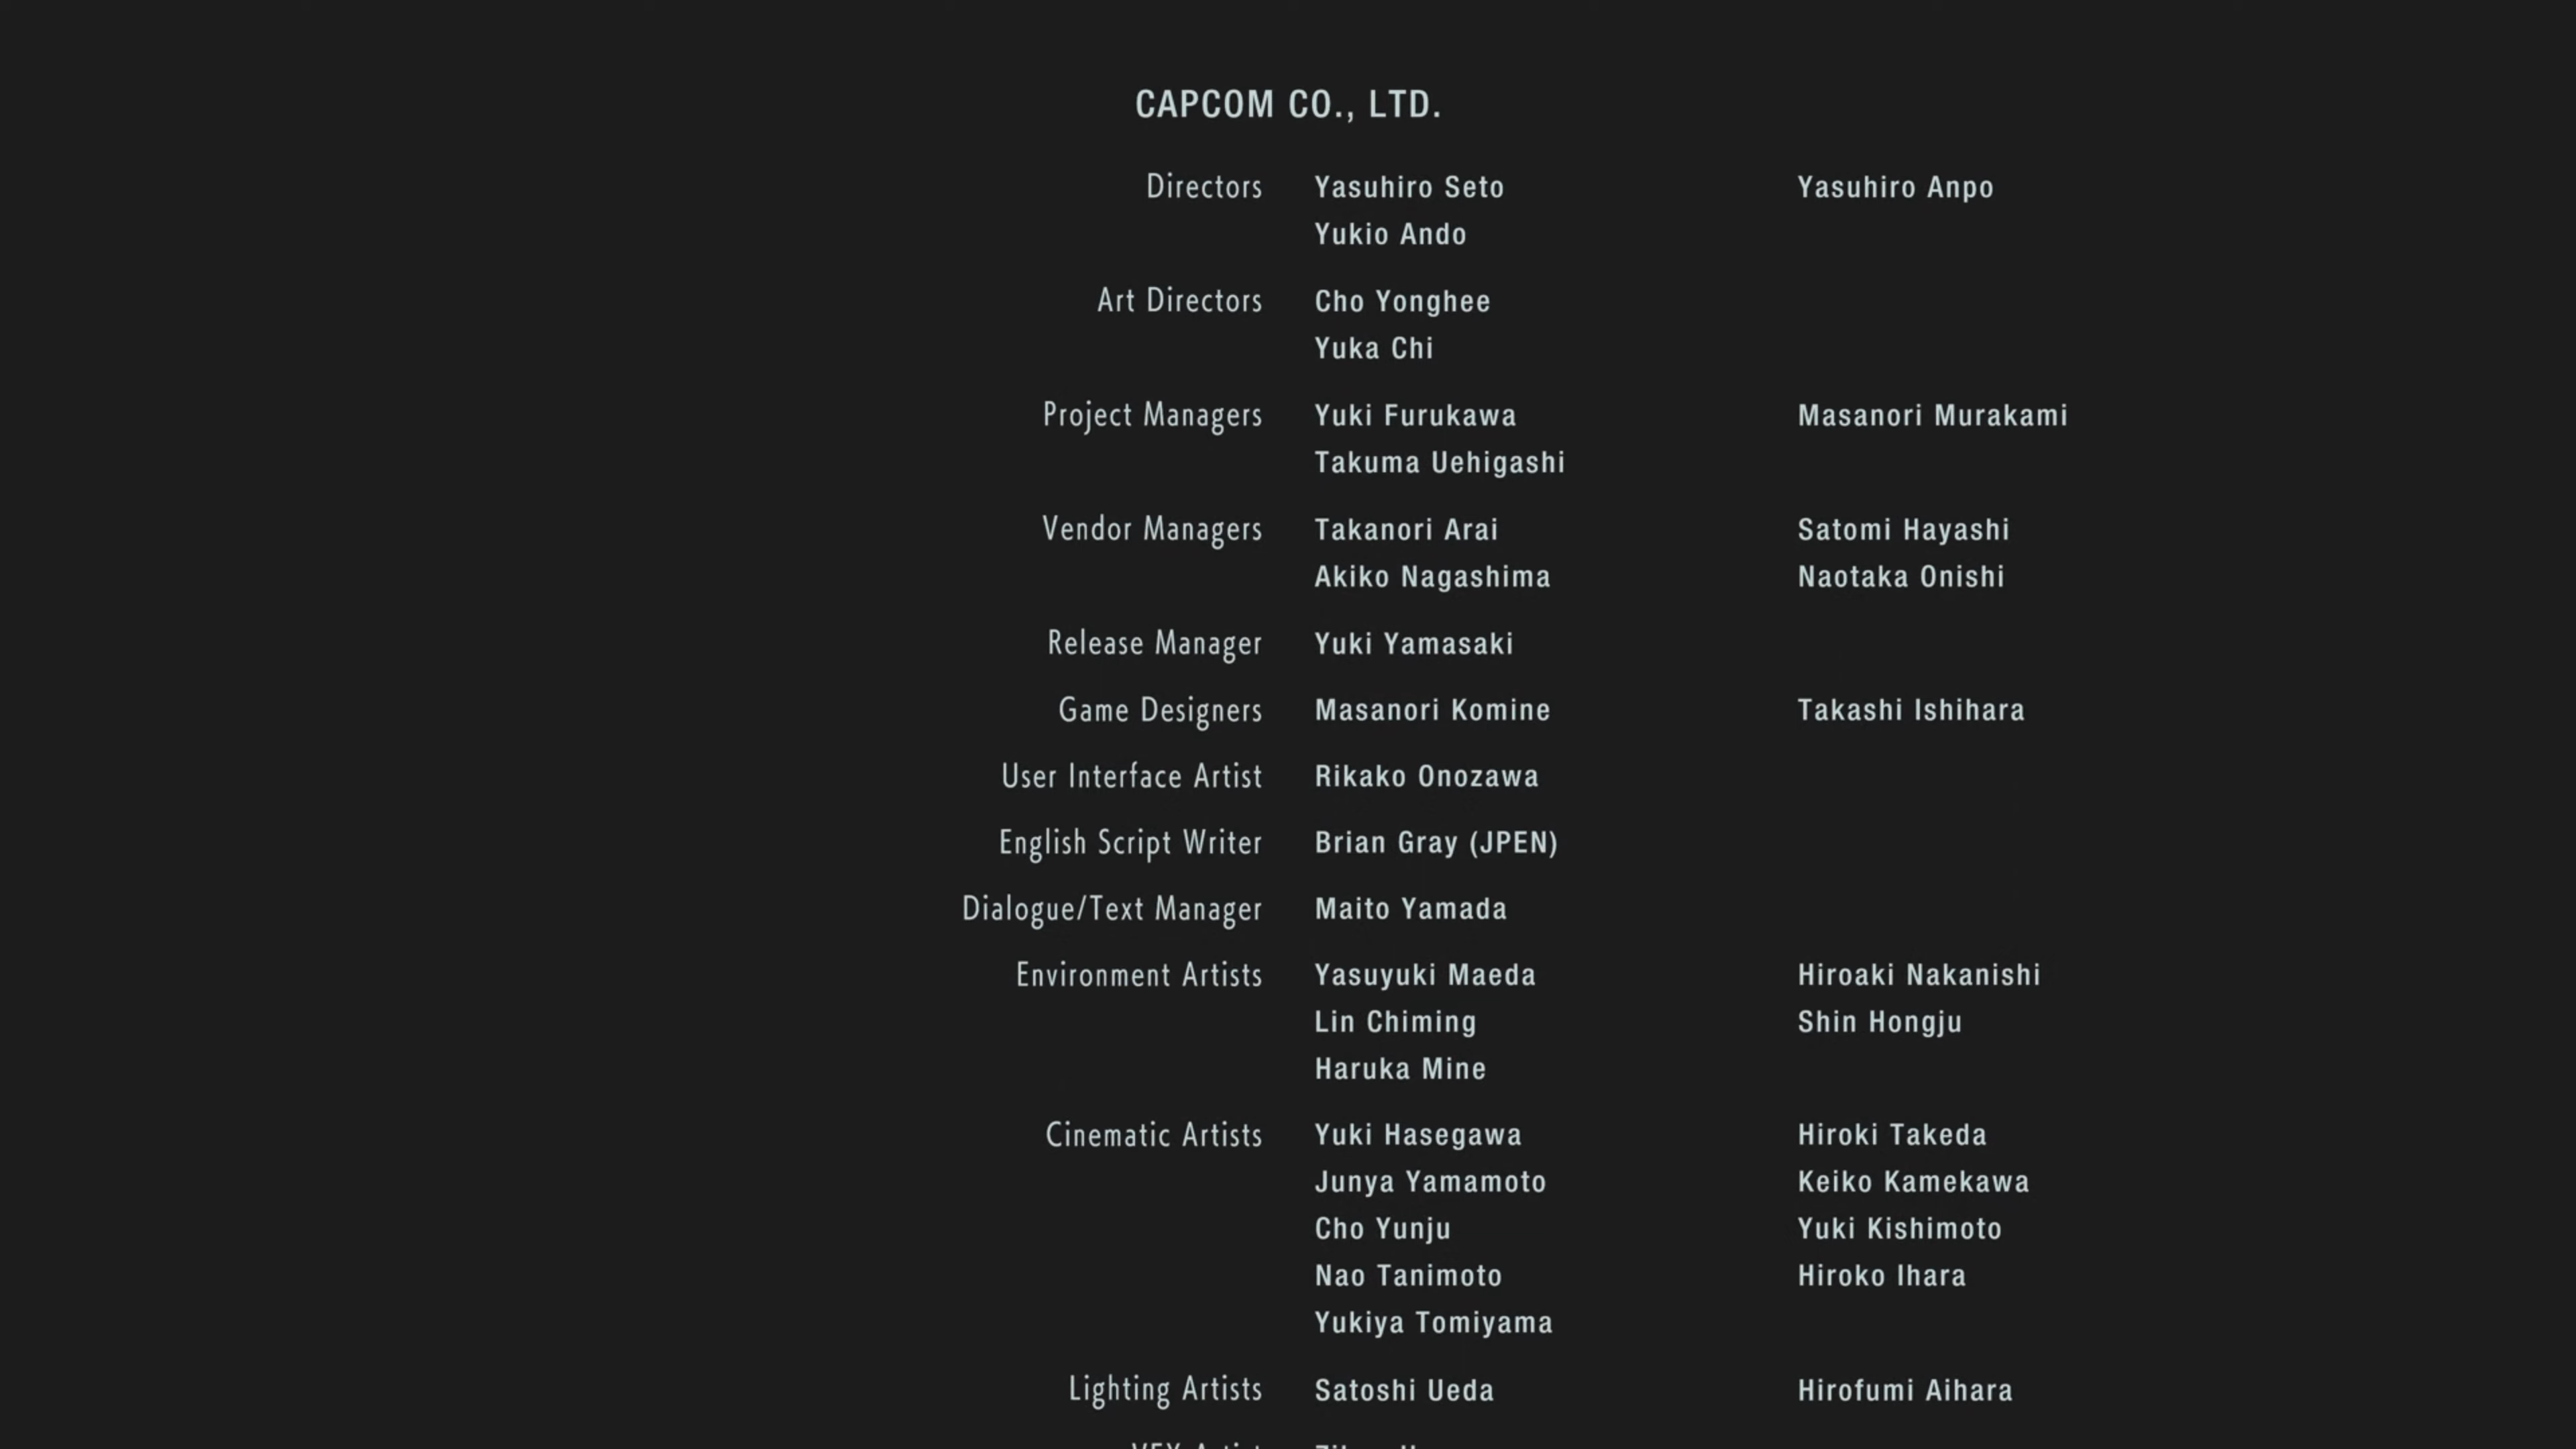 CAPCOM CO., LTD.
Directors Yasuhiro Seto Yasuhiro Anpo
Yukio Ando
Art Directors Cho Yonghee
Yuka Chi
Project Managers Yuki Furukawa Masanori Murakami
Takuma Uehigashi
Vendor Managers Takanori Arai Satomi Hayashi
Akiko Nagashima Naotaka Onishi
Release Manager Yuki Yamasaki
Game Designers Masanori Komine Takashi Ishihara
User Interface Artist Rikako Onozawa
English Script Writer Brian Gray (JPEN)
Dialogue/Text Manager Maito Yamada
Environment Artists Yasuyuki Maeda Hiroaki Nakanishi
Lin Chiming Shin Hongju
Haruka Mine
Cinematic Artists Yuki Hasegawa Hiroki Takeda
Junya Yamamoto Keiko Kamekawa
Cho Yunju Yuki Kishimoto
Nao Tanimoto Hiroko Ihara
Yukiya Tomiyama
Lighting Artists Satoshi Ueda Hirofumi Aihara